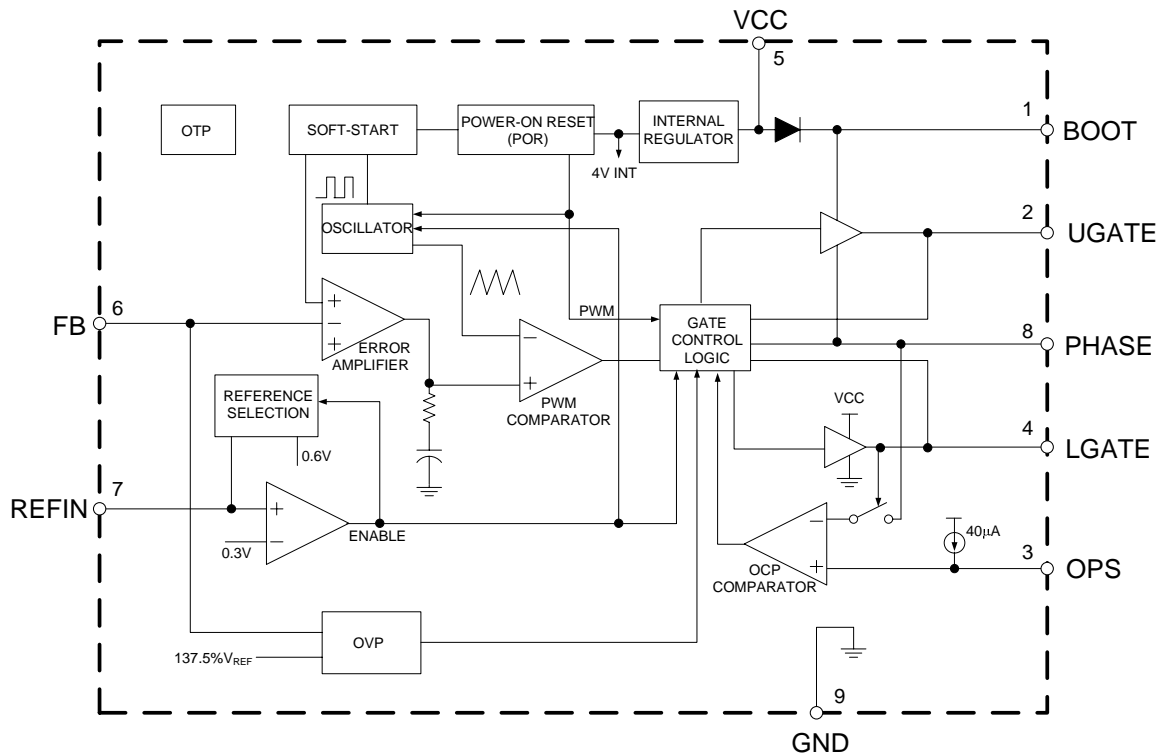 VCC
5
OTP
SOFT-START
POWER-ON RESET
(POR)
INTERNAL
REGULATOR
1
BOOT
4V INT
OSCILLATOR
2
UGATE
6
FB
+
−
+
ERROR
AMPLIFIER
PWM
GATE
CONTROL
LOGIC
8
PHASE
−
+
PWM
COMPARATOR
REFERENCE
SELECTION
0.6V
VCC
4
LGATE
7
REFIN
+
−
0.3V
ENABLE
−
+
OCP
COMPARATOR
40μA
3
OPS
OVP
137.5%VREF
9
GND